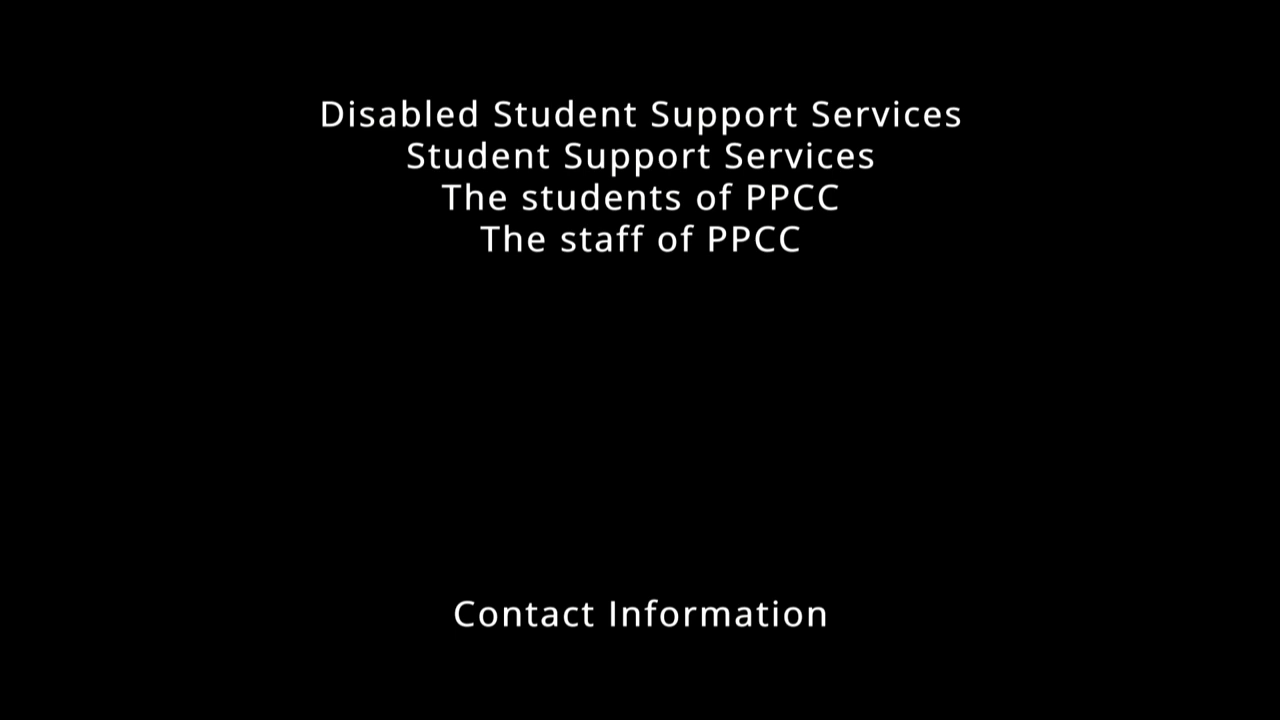 Disabled Student Support Services
Student Support Services
The students of PPCC
The staff of PPCC
Contact Information